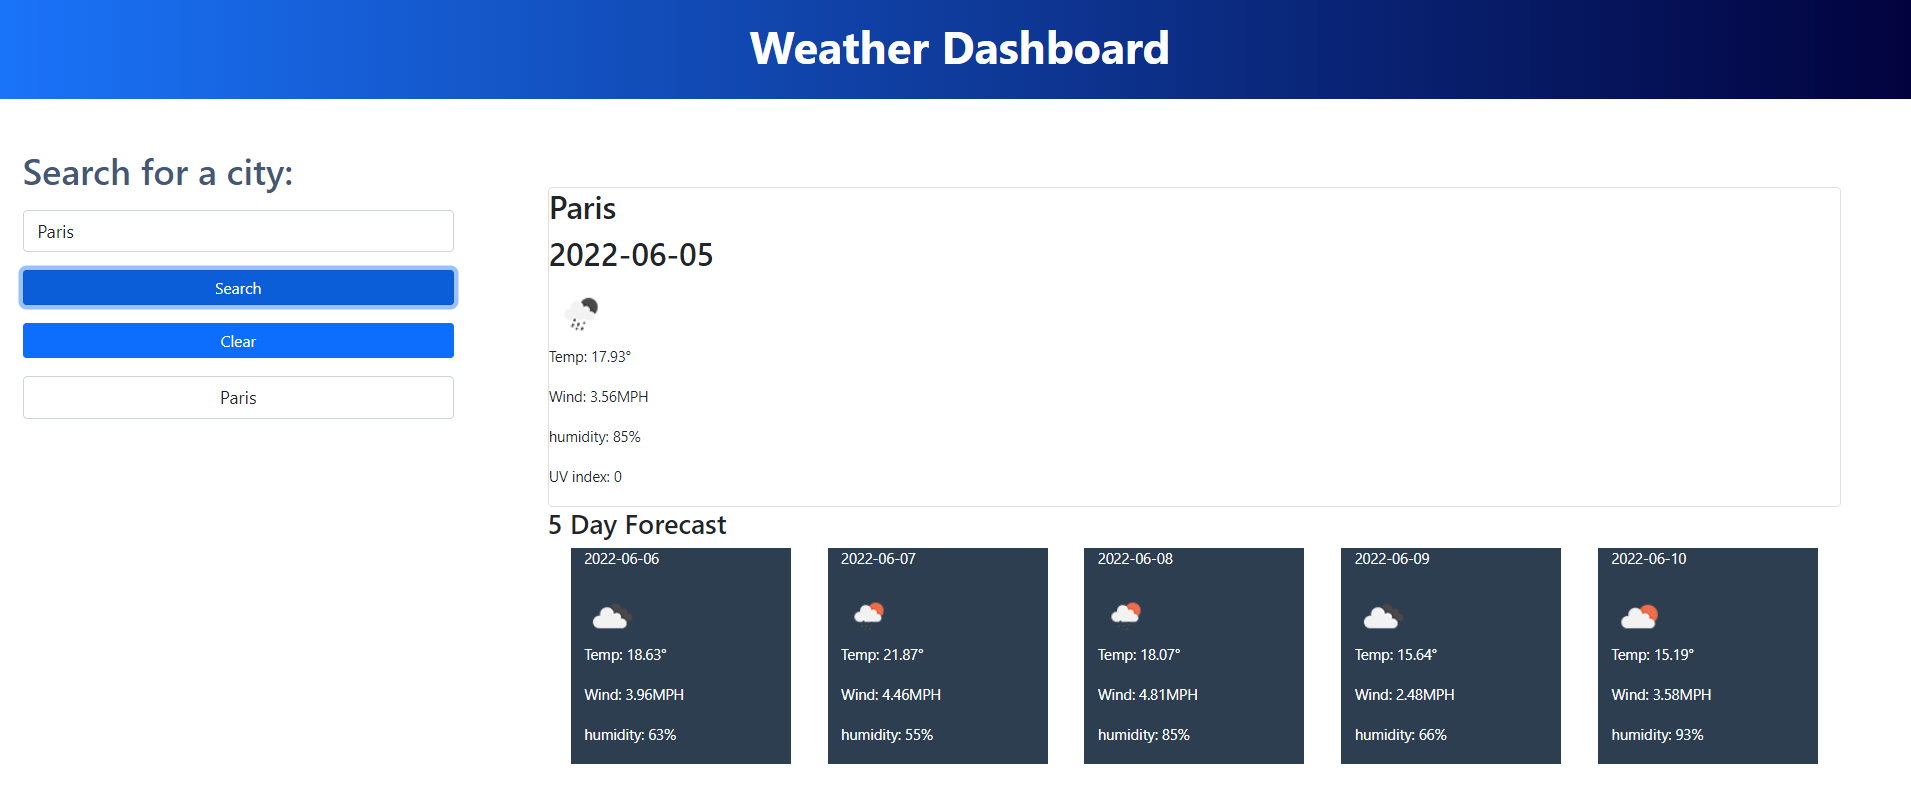 Weather Dashboard
Search for a city:
Paris
Search
Clear
Paris
Paris
2022-06-05
Temp: 17.93°
Wind: 3.56MPH
humidity: 85%
UV index: 0
5 Day Forecast
2022-06-06
Temp: 18.63°
Wind: 3.96MPH
humidity: 63%
2022-06-07
Temp: 21.87°
Wind: 4.46MPH
humidity: 55%
2022-06-08
Temp: 18.07°
Wind: 4.81MPH
humidity: 85%
2022-06-09
Temp: 15.64°
Wind: 2.48MPH
humidity: 66%
2022-06-10
Temp: 15.19°
Wind: 3.58MPH
humidity: 93%